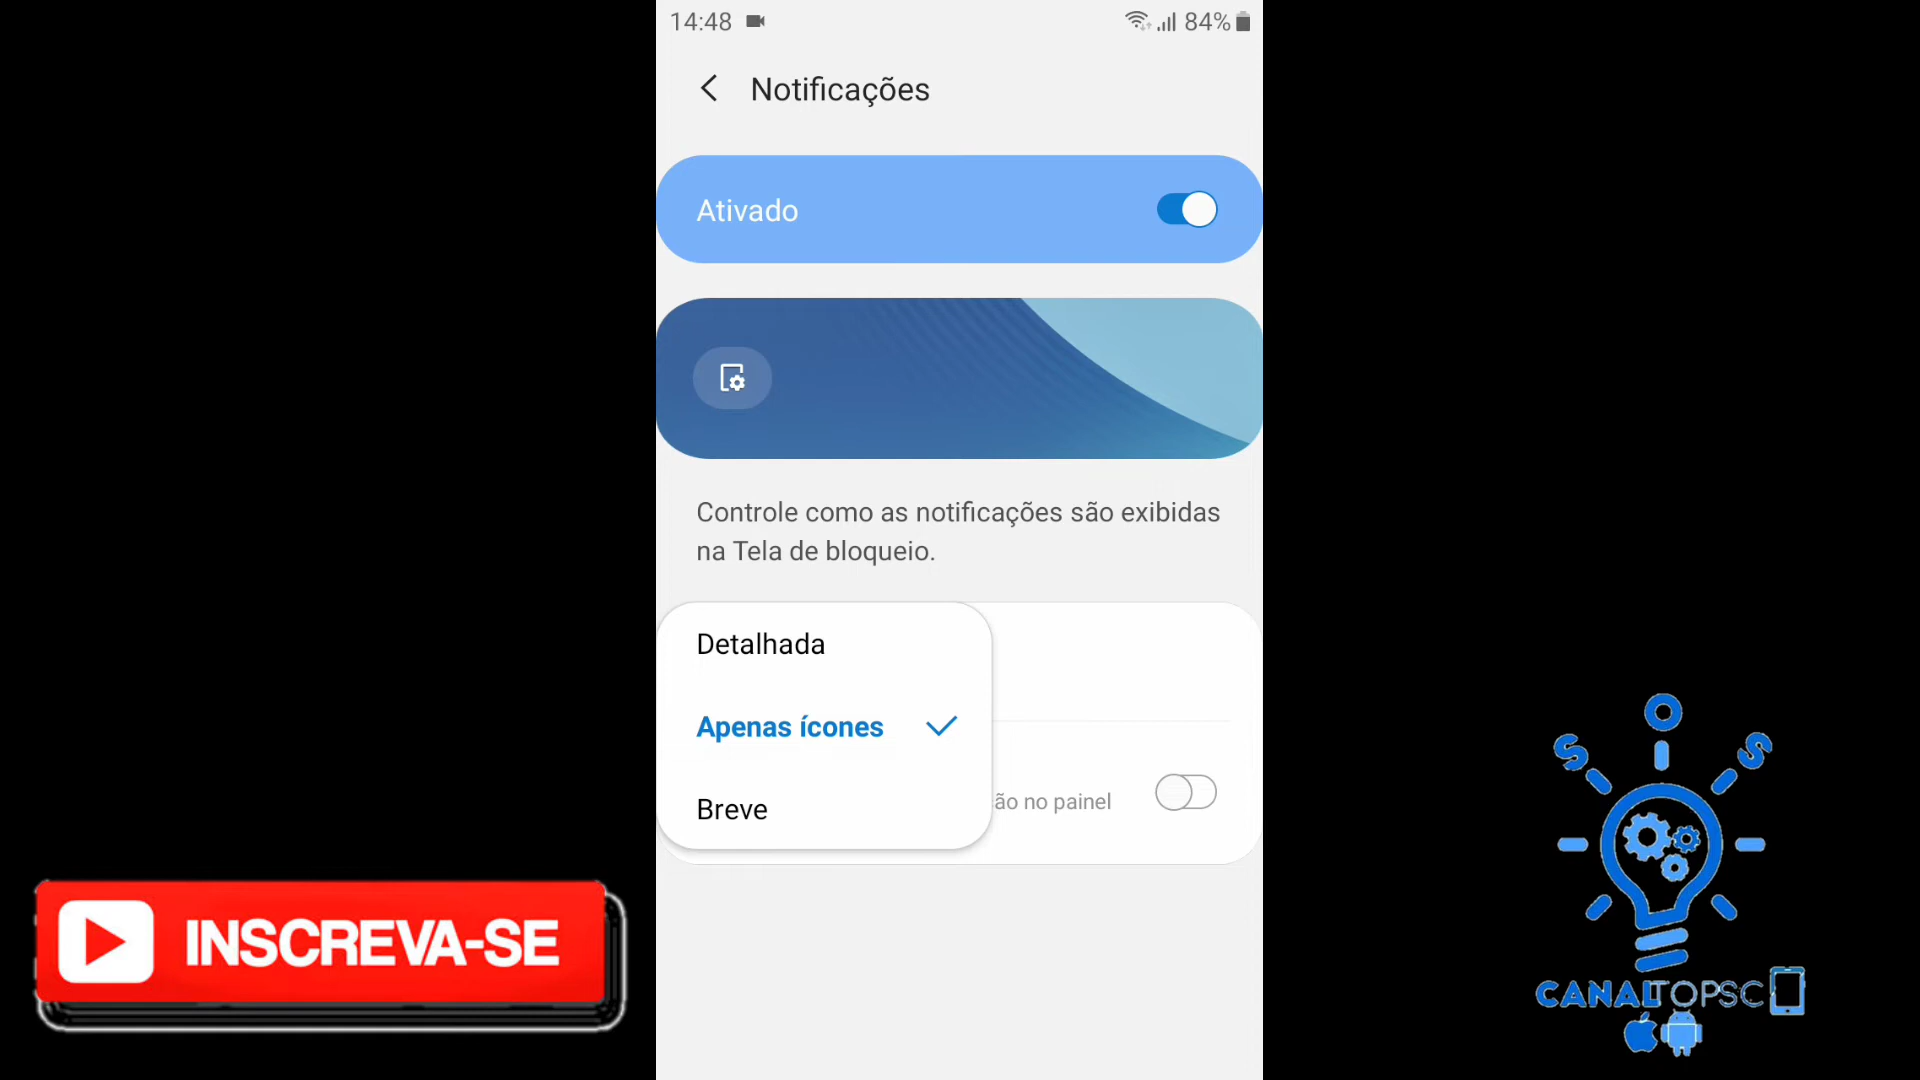 14:48
84%
Notificações
Ativado
Controle como as notificações são exibidas
na Tela de bloqueio.
Detalhada
Apenas ícones
Breve
ão no painel
INSCREVA-SE
SIOS
CANALTOPSC